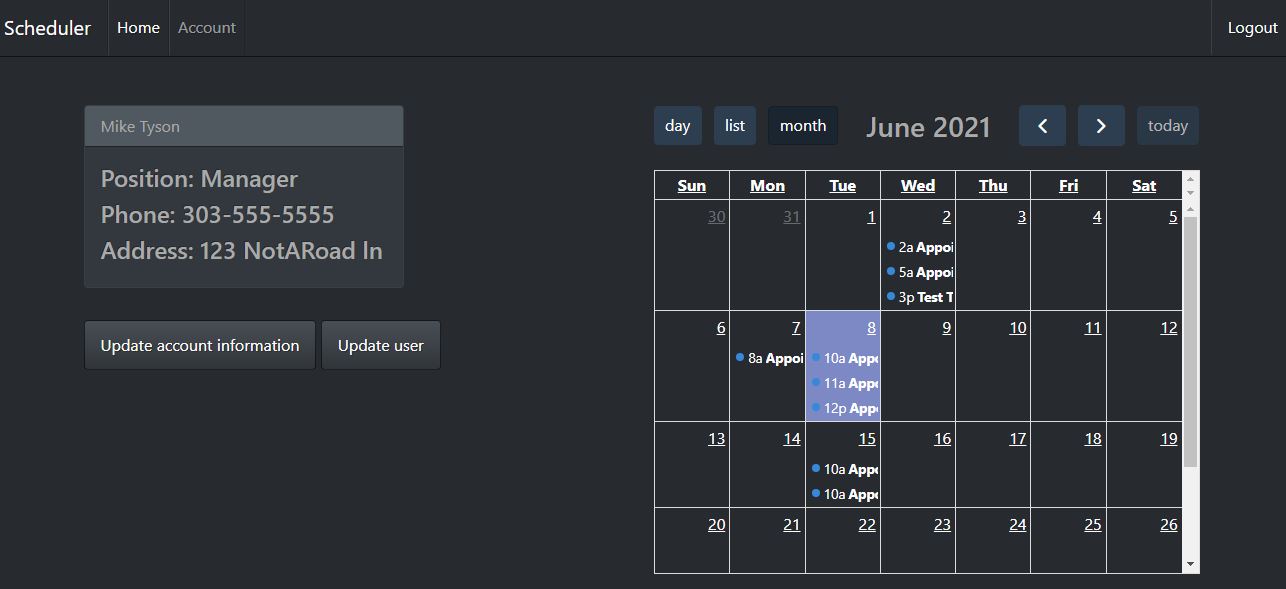 Scheduler Home Account Logout
Mike Tyson
Position: Manager
Phone: 303-555-5555
Address: 123 NotARoad ln
Update account information Update user
day list month June 2021 today
Sun Mon Tue Wed Thu Fri Sat
30 31 1 2 3 4 5
2a Appoi
5a Appoi
3p Test T
6 7 8 9 10 11 12
8a Appoi 10a Appo
11a Appo
12p Appo
13 14 15 16 17 18 19
10a Appo
10a Appo
20 21 22 23 24 25 26